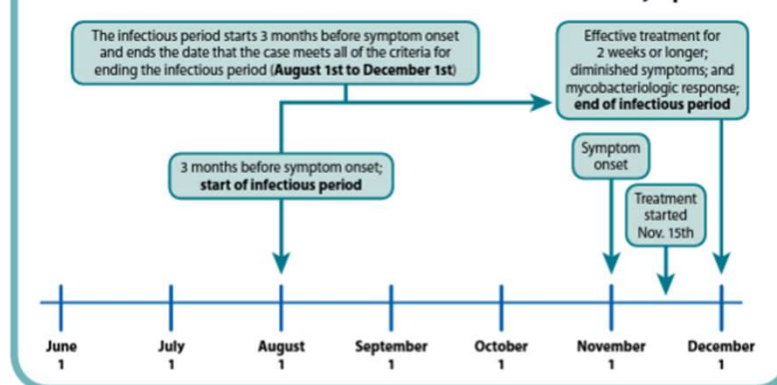 The infectious period starts 3 months before symptom onset
and ends the date that the case meets all of the criteria for
ending the infectious period (August 1st to December 1st)
Effective treatment for
2 weeks or longer;
diminished symptoms; and
mycobacteriologic response;
end of infectious period
3 months before symptom onset;
start of infectious period
Symptom
onset
Treatment
started
Nov. 15th
June
1
July
1
August
1
September
1
October
1
November
1
December
1